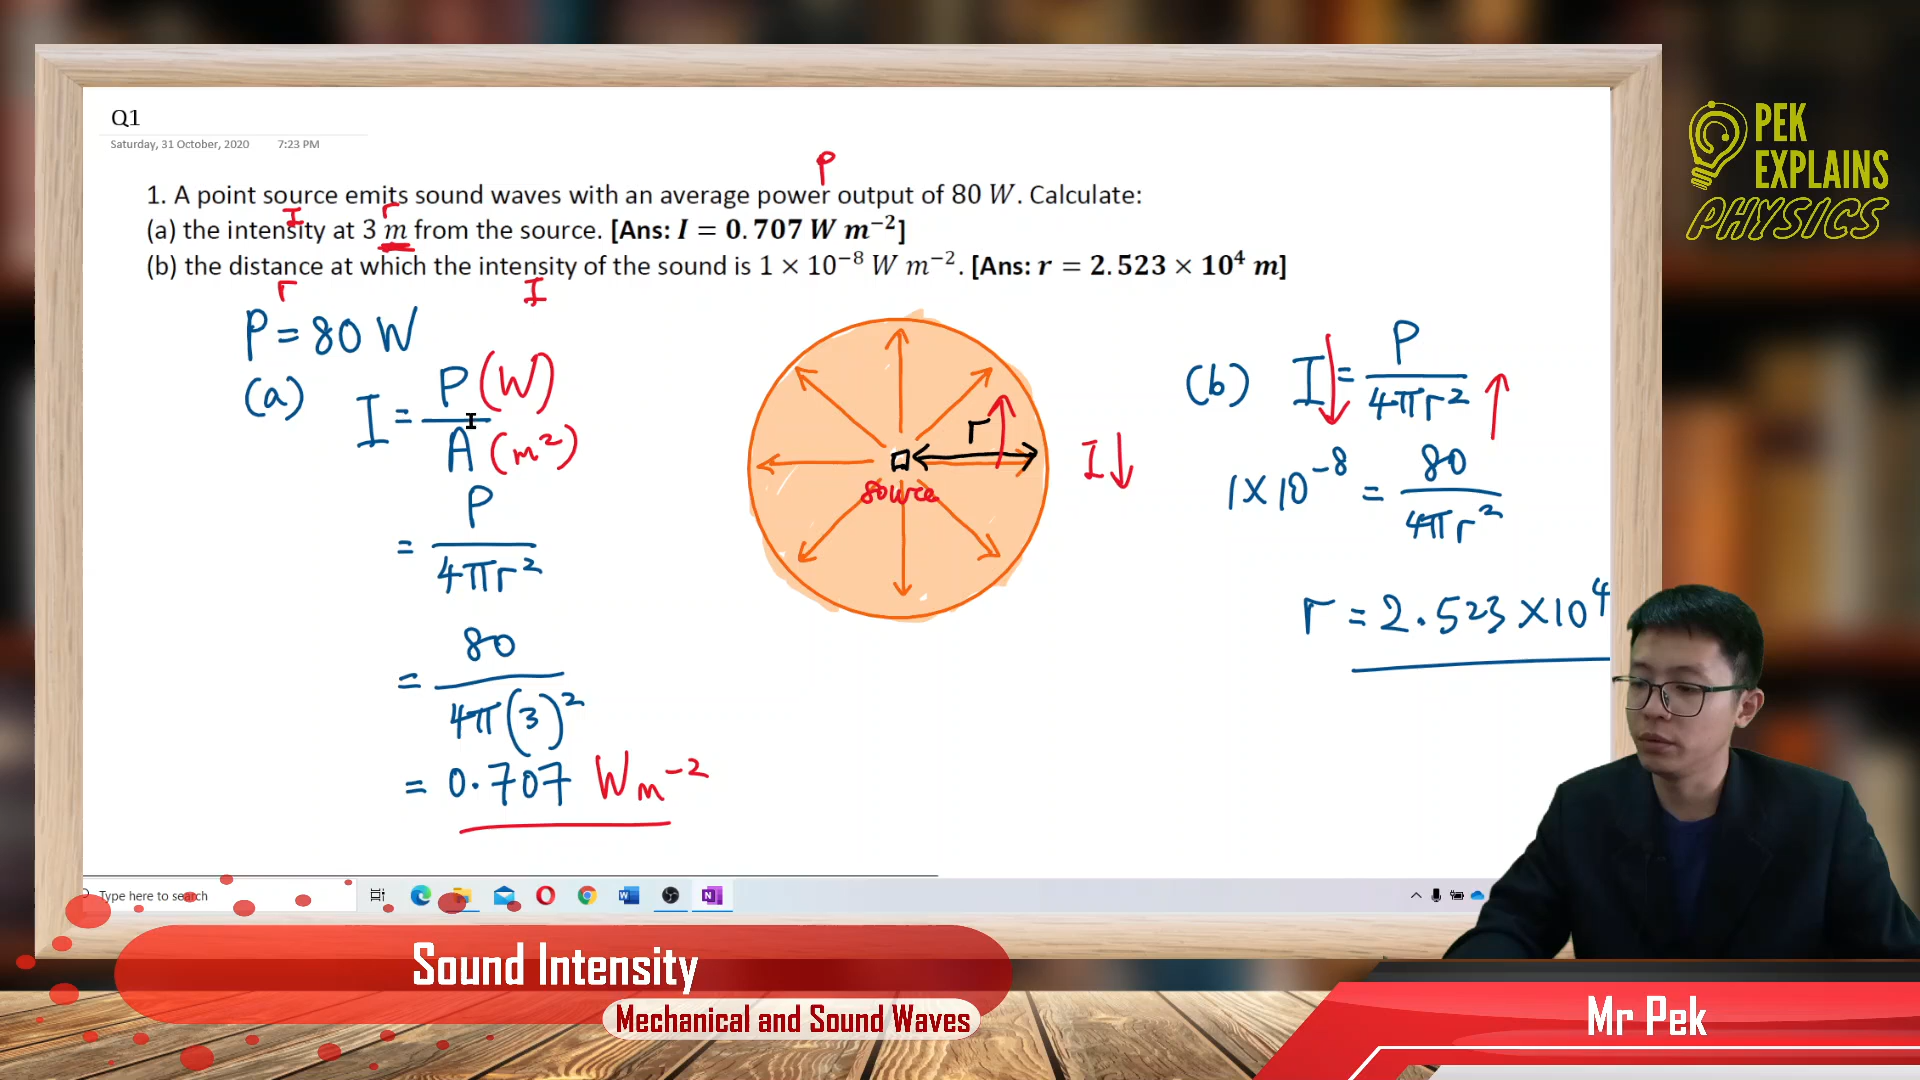 Q1
Saturday, 31 October, 2020 7:23 PM
P
1. A point source emits sound waves with an average power output of 80 W. Calculate:
I r
(a) the intensity at 3 m from the source. [Ans: I = 0.707 W m⁻²]
(b) the distance at which the intensity of the sound is 1 × 10⁻⁸ W m⁻². [Ans: r = 2.523 × 10⁴ m]
r I
P = 80 W
(a) I = P (W) / A (m²)
= P / 4πr²
= 80 / 4π(3)²
= 0.707 Wm⁻²
r
source
I ↓
(b) I = P / 4πr²
1 × 10⁻⁸ = 80 / 4πr²
r = 2.523 × 10⁴
PEK
EXPLAINS
PHYSICS
Type here to search
Sound Intensity
Mechanical and Sound Waves
Mr Pek